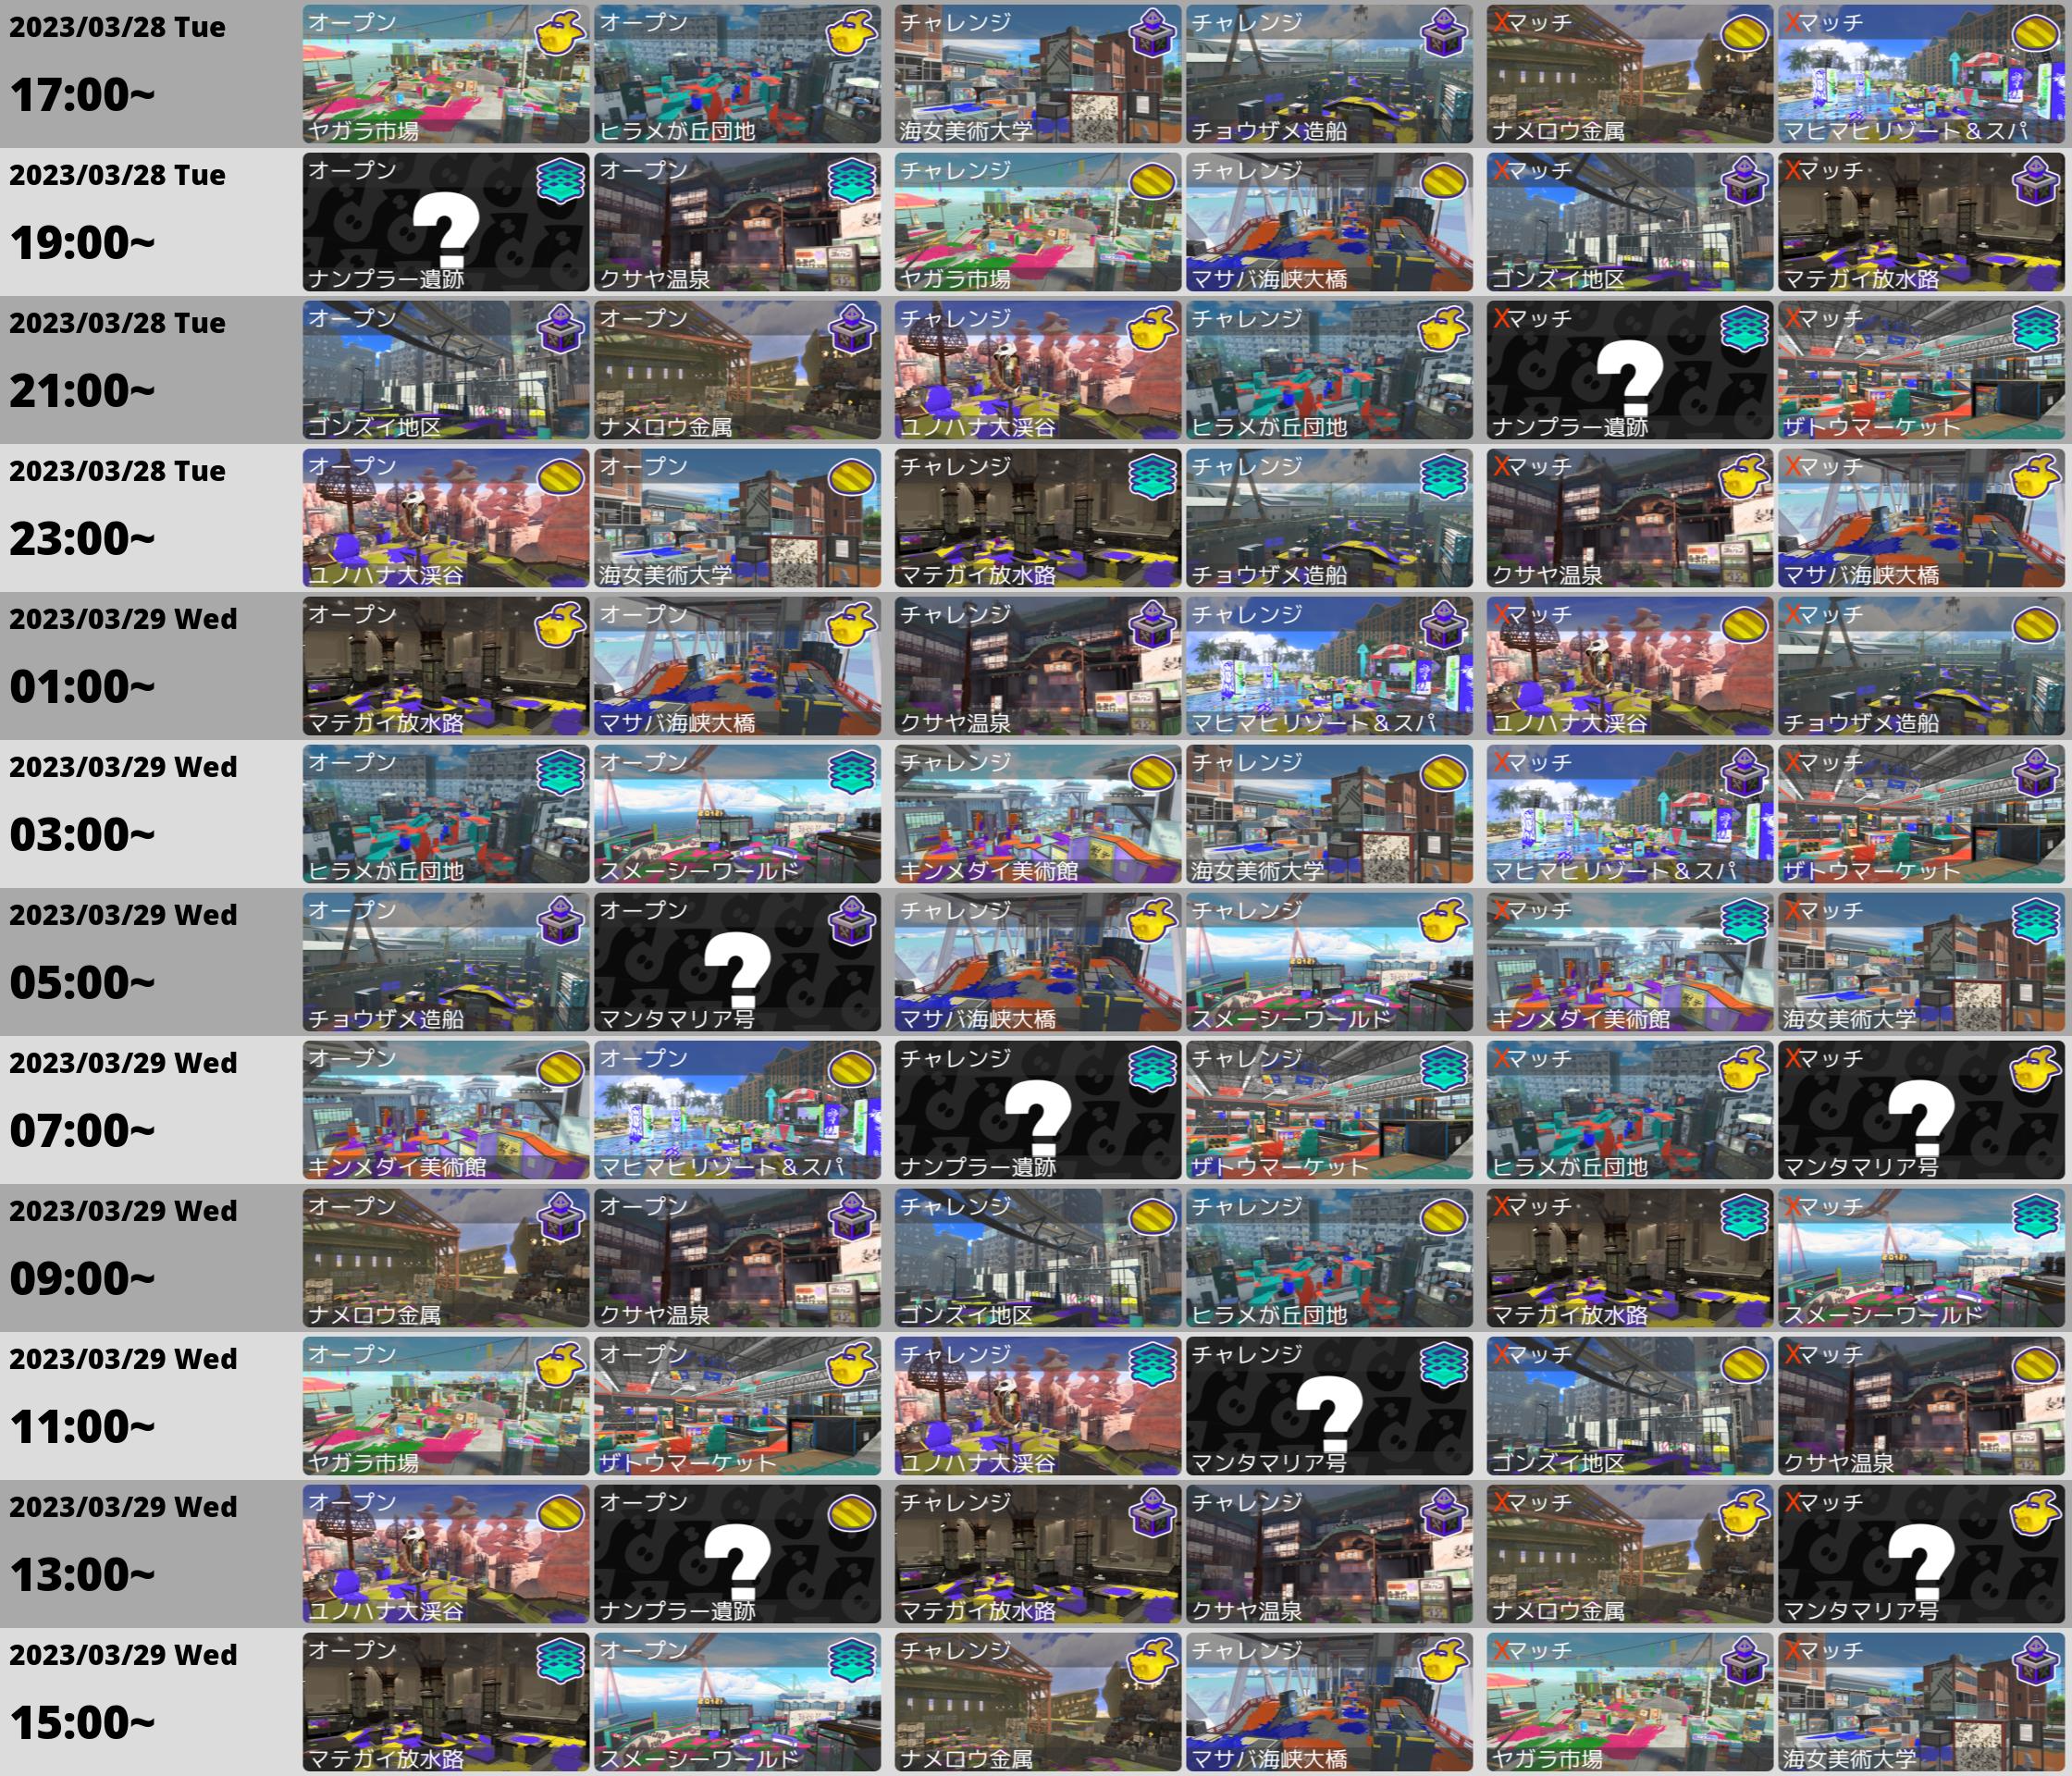 2023/03/28 Tue
17:00~
オープン
ヤガラ市場
オープン
ヒラメが丘団地
チャレンジ
海女美術大学
チャレンジ
チョウザメ造船
Xマッチ
ナメロウ金属
Xマッチ
マヒマヒリゾート＆スパ
2023/03/28 Tue
19:00~
オープン
?
ナンプラー遺跡
オープン
クサヤ温泉
チャレンジ
ヤガラ市場
チャレンジ
マサバ海峡大橋
Xマッチ
ゴンズイ地区
Xマッチ
マテガイ放水路
2023/03/28 Tue
21:00~
オープン
ゴンズイ地区
オープン
ナメロウ金属
チャレンジ
ユノハナ大渓谷
チャレンジ
ヒラメが丘団地
Xマッチ
?
ナンプラー遺跡
Xマッチ
ザトウマーケット
2023/03/28 Tue
23:00~
オープン
ユノハナ大渓谷
オープン
海女美術大学
チャレンジ
マテガイ放水路
チャレンジ
チョウザメ造船
Xマッチ
クサヤ温泉
Xマッチ
マサバ海峡大橋
2023/03/29 Wed
01:00~
オープン
マテガイ放水路
オープン
マサバ海峡大橋
チャレンジ
クサヤ温泉
チャレンジ
マヒマヒリゾート＆スパ
Xマッチ
ユノハナ大渓谷
Xマッチ
チョウザメ造船
2023/03/29 Wed
03:00~
オープン
ヒラメが丘団地
オープン
スメーシーワールド
チャレンジ
キンメダイ美術館
チャレンジ
海女美術大学
Xマッチ
マヒマヒリゾート＆スパ
Xマッチ
ザトウマーケット
2023/03/29 Wed
05:00~
オープン
チョウザメ造船
オープン
?
マンタマリア号
チャレンジ
マサバ海峡大橋
チャレンジ
スメーシーワールド
Xマッチ
キンメダイ美術館
Xマッチ
海女美術大学
2023/03/29 Wed
07:00~
オープン
キンメダイ美術館
オープン
マヒマヒリゾート＆スパ
チャレンジ
?
ナンプラー遺跡
チャレンジ
ザトウマーケット
Xマッチ
ヒラメが丘団地
Xマッチ
?
マンタマリア号
2023/03/29 Wed
09:00~
オープン
ナメロウ金属
オープン
クサヤ温泉
チャレンジ
ゴンズイ地区
チャレンジ
ヒラメが丘団地
Xマッチ
マテガイ放水路
Xマッチ
スメーシーワールド
2023/03/29 Wed
11:00~
オープン
ヤガラ市場
オープン
ザトウマーケット
チャレンジ
ユノハナ大渓谷
チャレンジ
?
マンタマリア号
Xマッチ
ゴンズイ地区
Xマッチ
クサヤ温泉
2023/03/29 Wed
13:00~
オープン
ユノハナ大渓谷
オープン
?
ナンプラー遺跡
チャレンジ
マテガイ放水路
チャレンジ
クサヤ温泉
Xマッチ
ナメロウ金属
Xマッチ
?
マンタマリア号
2023/03/29 Wed
15:00~
オープン
マテガイ放水路
オープン
スメーシーワールド
チャレンジ
ナメロウ金属
チャレンジ
マサバ海峡大橋
Xマッチ
ヤガラ市場
Xマッチ
海女美術大学